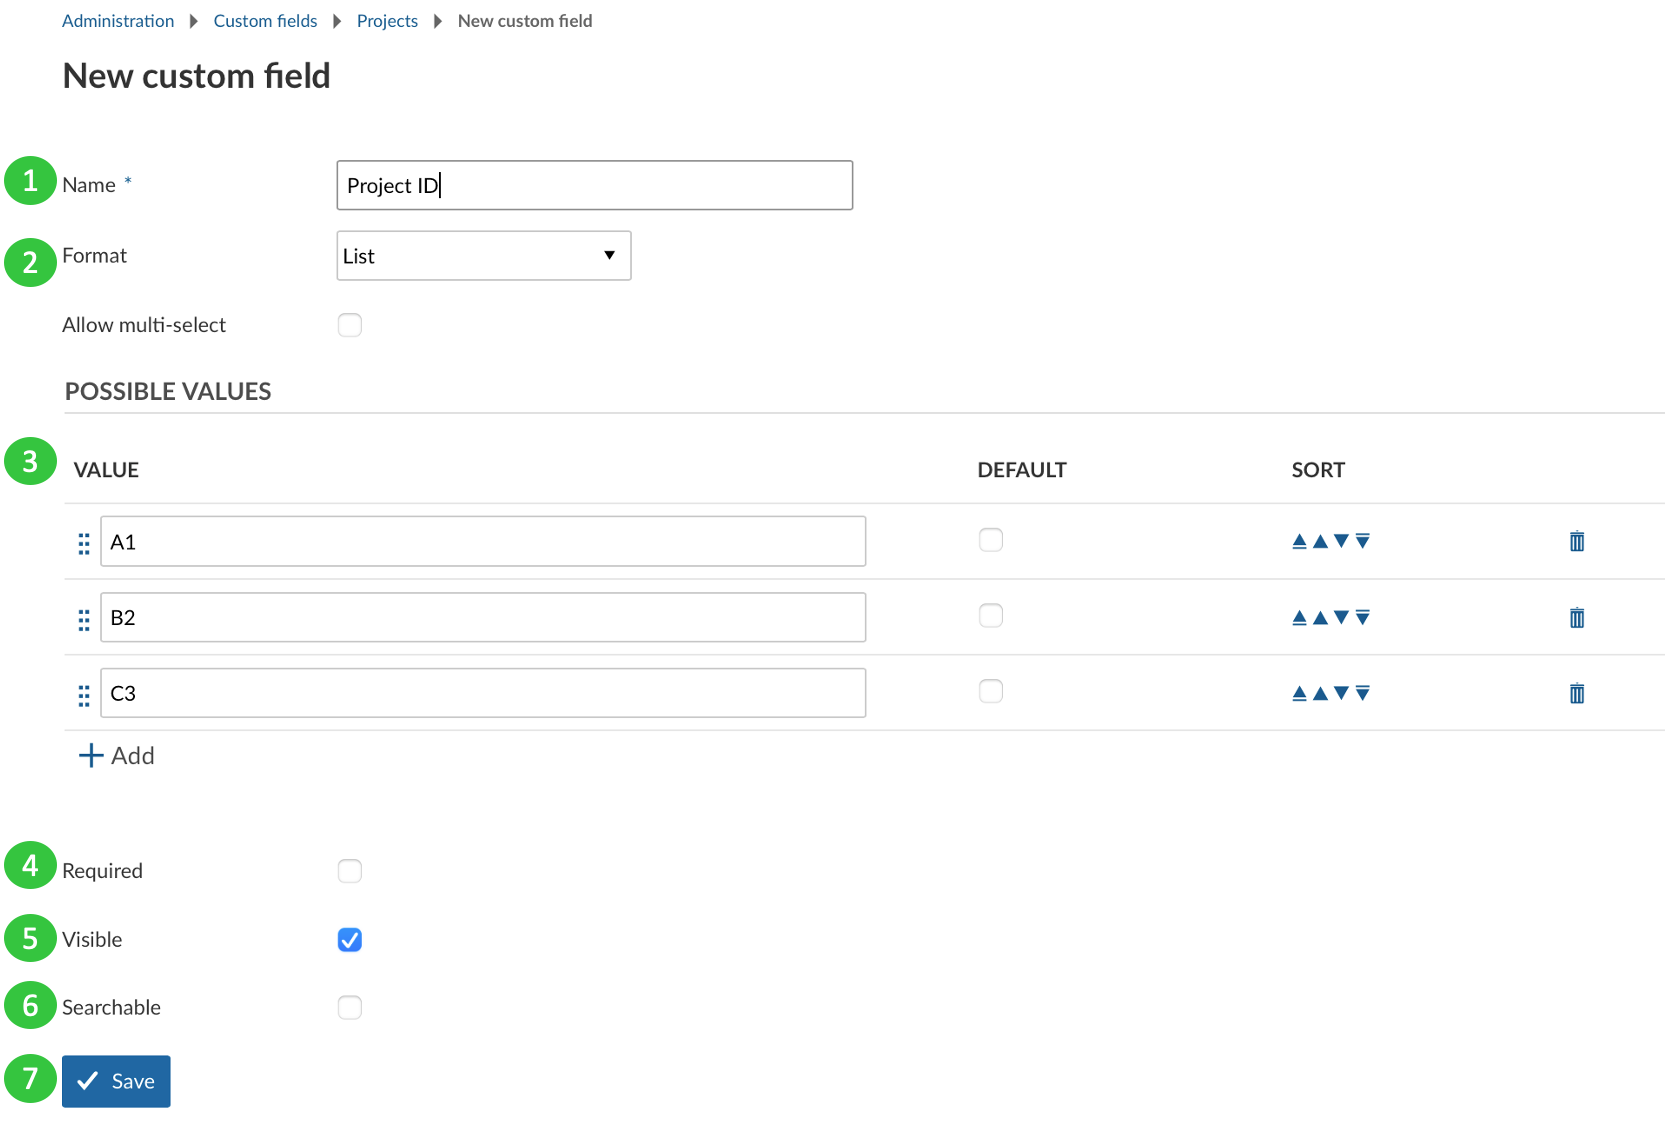 Administration Custom fields Projects New custom field
New custom field
1 Name * Project ID
2 Format List
Allow multi-select
POSSIBLE VALUES
3 VALUE DEFAULT SORT
A1
B2
C3
Add
4 Required
5 Visible
6 Searchable
7 Save